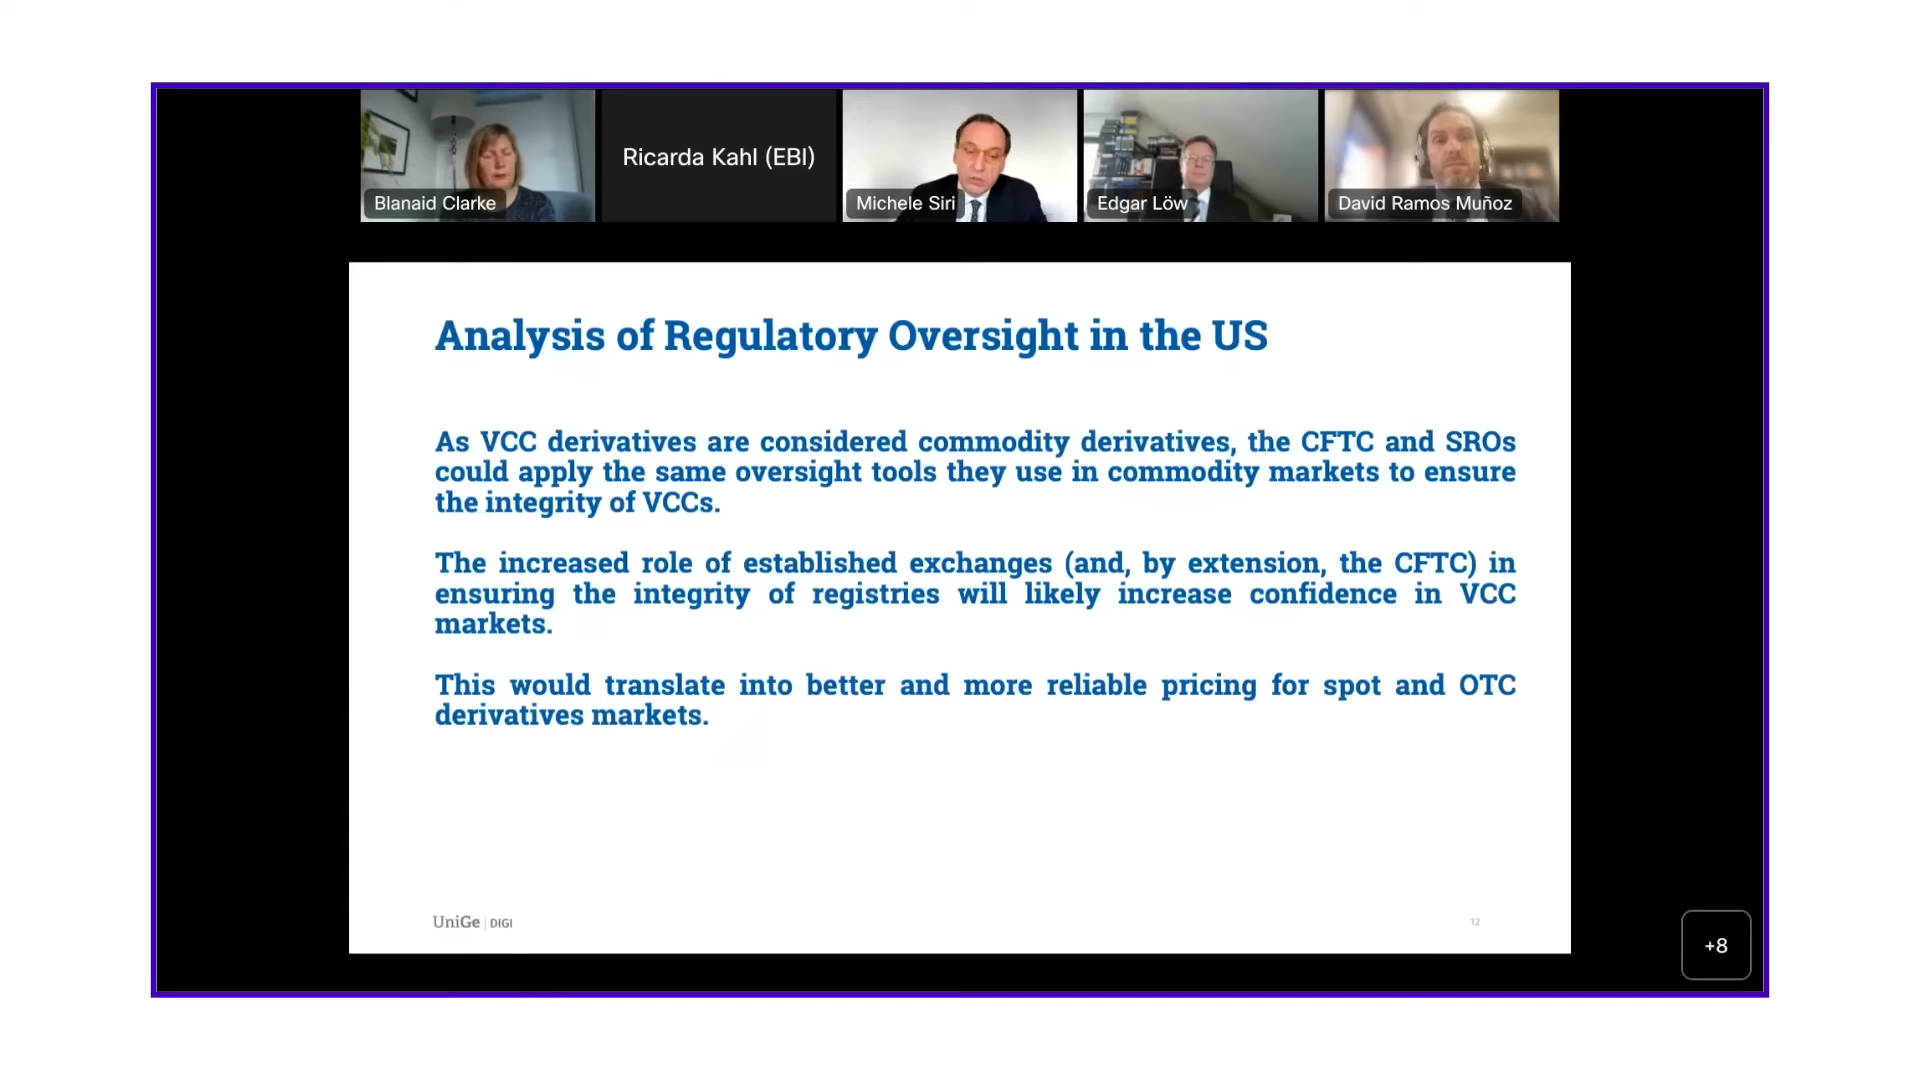 Ricarda Kahl (EBI)
Blanaid Clarke
Michele Siri
Edgar Löw
David Ramos Muñoz
Analysis of Regulatory Oversight in the US
As VCC derivatives are considered commodity derivatives, the CFTC and SROs
could apply the same oversight tools they use in commodity markets to ensure
the integrity of VCCs.
The increased role of established exchanges (and, by extension, the CFTC) in
ensuring the integrity of registries will likely increase confidence in VCC
markets.
This would translate into better and more reliable pricing for spot and OTC
derivatives markets.
UniGe | DIGI
12
+8